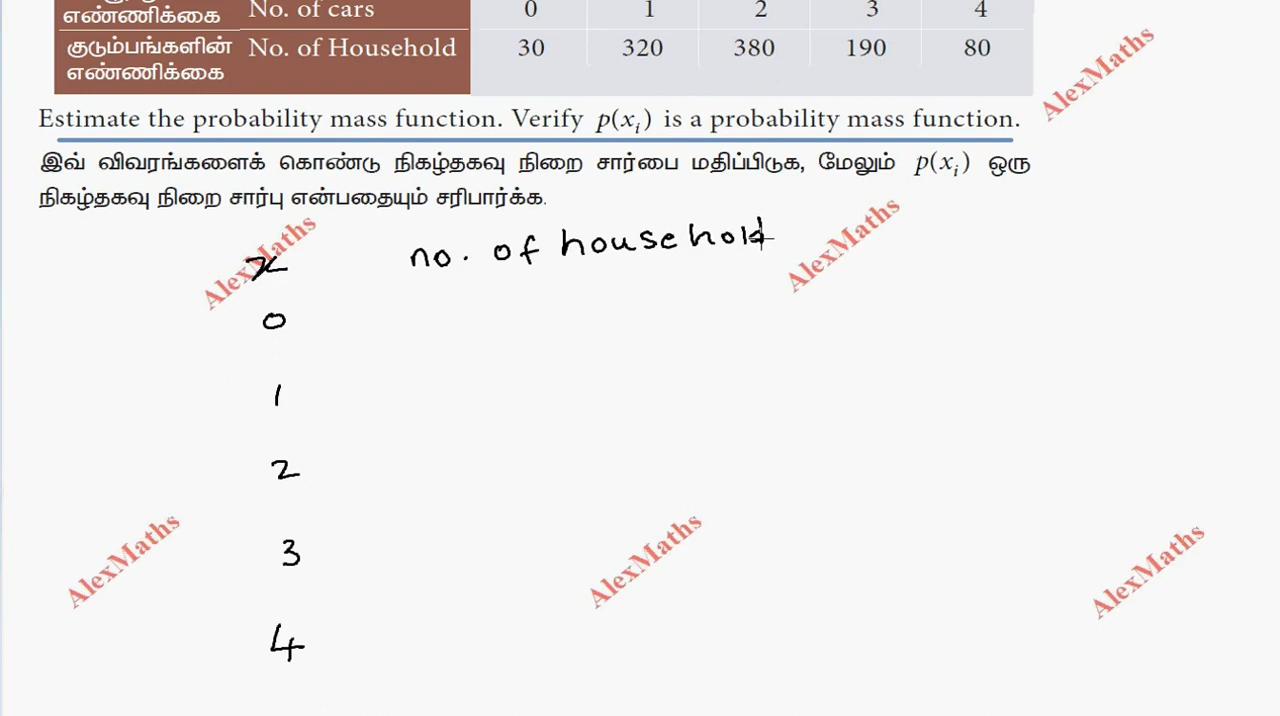 எண்ணிக்கை No. of cars 0 1 2 3 4
குடும்பங்களின் No. of Household 30 320 380 190 80
எண்ணிக்கை
Estimate the probability mass function. Verify p(xᵢ) is a probability mass function.
இவ் விவரங்களைக் கொண்டு நிகழ்தகவு நிறை சார்பை மதிப்பிடுக, மேலும் p(xᵢ) ஒரு
நிகழ்தகவு நிறை சார்பு என்பதையும் சரிபார்க்க.
x no. of household
0
1
2
3
4
AlexMaths
AlexMaths
AlexMaths
AlexMaths
AlexMaths
AlexMaths